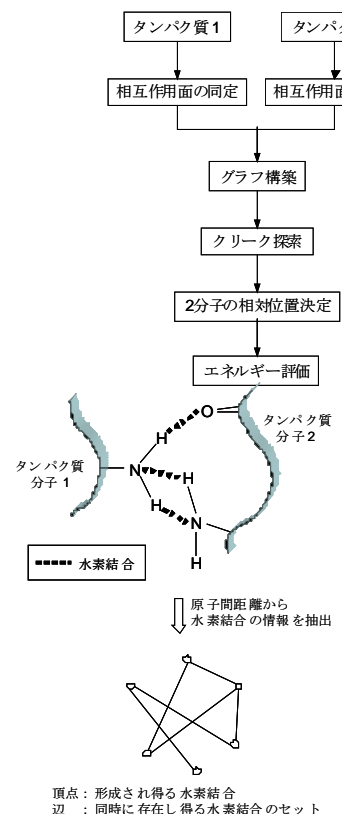 タンパク質 1
タンパク
相互作用面の同定
相互作用面
グラフ構築
クリーク探索
2分子の相対位置決定
エネルギー評価
タンパク質
分子 1
タンパク質
分子 2
O
H
N
H
H
N
H
水素結合
原子間距離から
水素結合の情報を抽出
頂点 : 形成され得る水素結合
辺 : 同時に存在し得る水素結合のセット